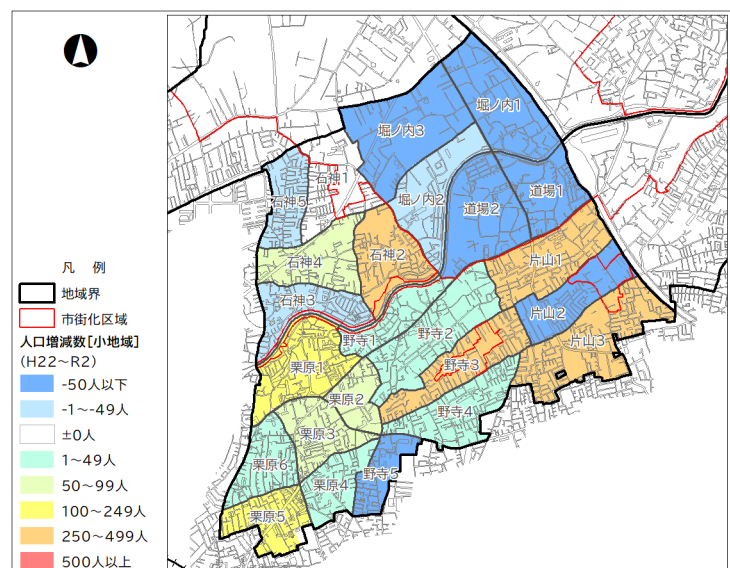 凡 例
地域界
市街化区域
人口増減数[小地域]
(H22～R2)
-50人以下
-1～-49人
±0人
1～49人
50～99人
100～249人
250～499人
500人以上
堀ノ内1
堀ノ内3
石神1
堀ノ内2
道場1
石神5
道場2
石神2
片山1
石神4
石神3
片山2
野寺2
野寺1
片山3
栗原1
野寺3
栗原2
野寺4
栗原3
栗原6
野寺5
栗原4
栗原5